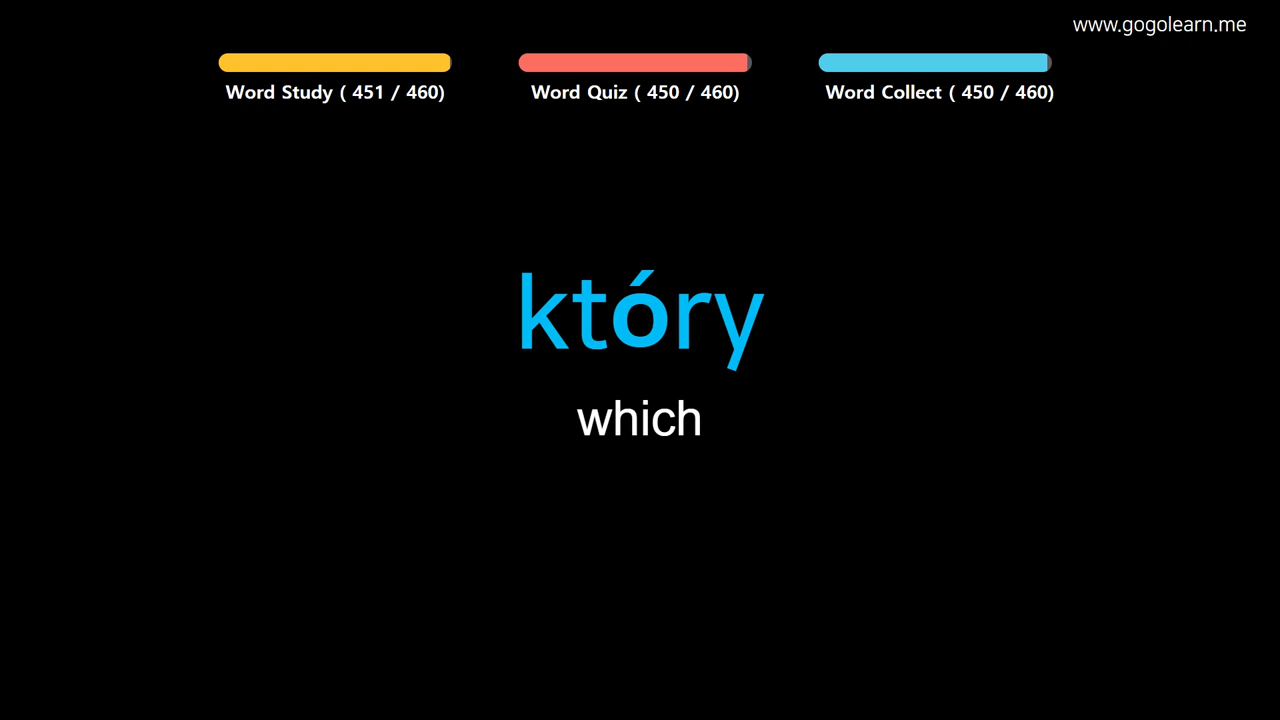 www.gogolearn.me
Word Study ( 451 / 460)
Word Quiz ( 450 / 460)
Word Collect ( 450 / 460)
który
which